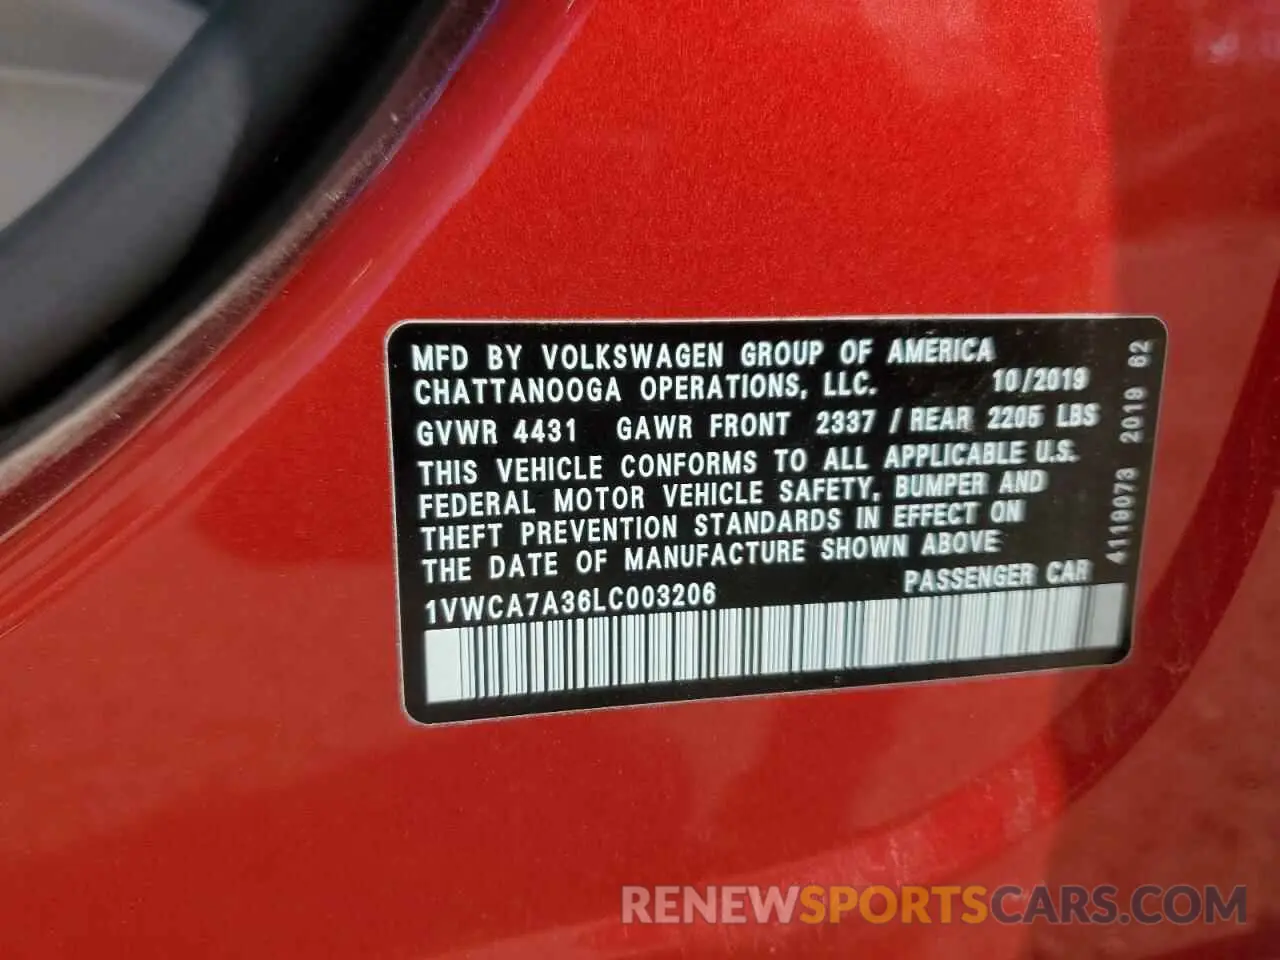 MFD BY VOLKSWAGEN GROUP OF AMERICA
CHATTANOOGA OPERATIONS, LLC. 10/2019
GVWR 4431 GAWR FRONT 2337 / REAR 2205 LBS
THIS VEHICLE CONFORMS TO ALL APPLICABLE U.S.
FEDERAL MOTOR VEHICLE SAFETY, BUMPER AND
THEFT PREVENTION STANDARDS IN EFFECT ON
THE DATE OF MANUFACTURE SHOWN ABOVE
1VWCA7A36LC003206 PASSENGER CAR
4119073 2019 62
RENEWSPORTSCARS.COM